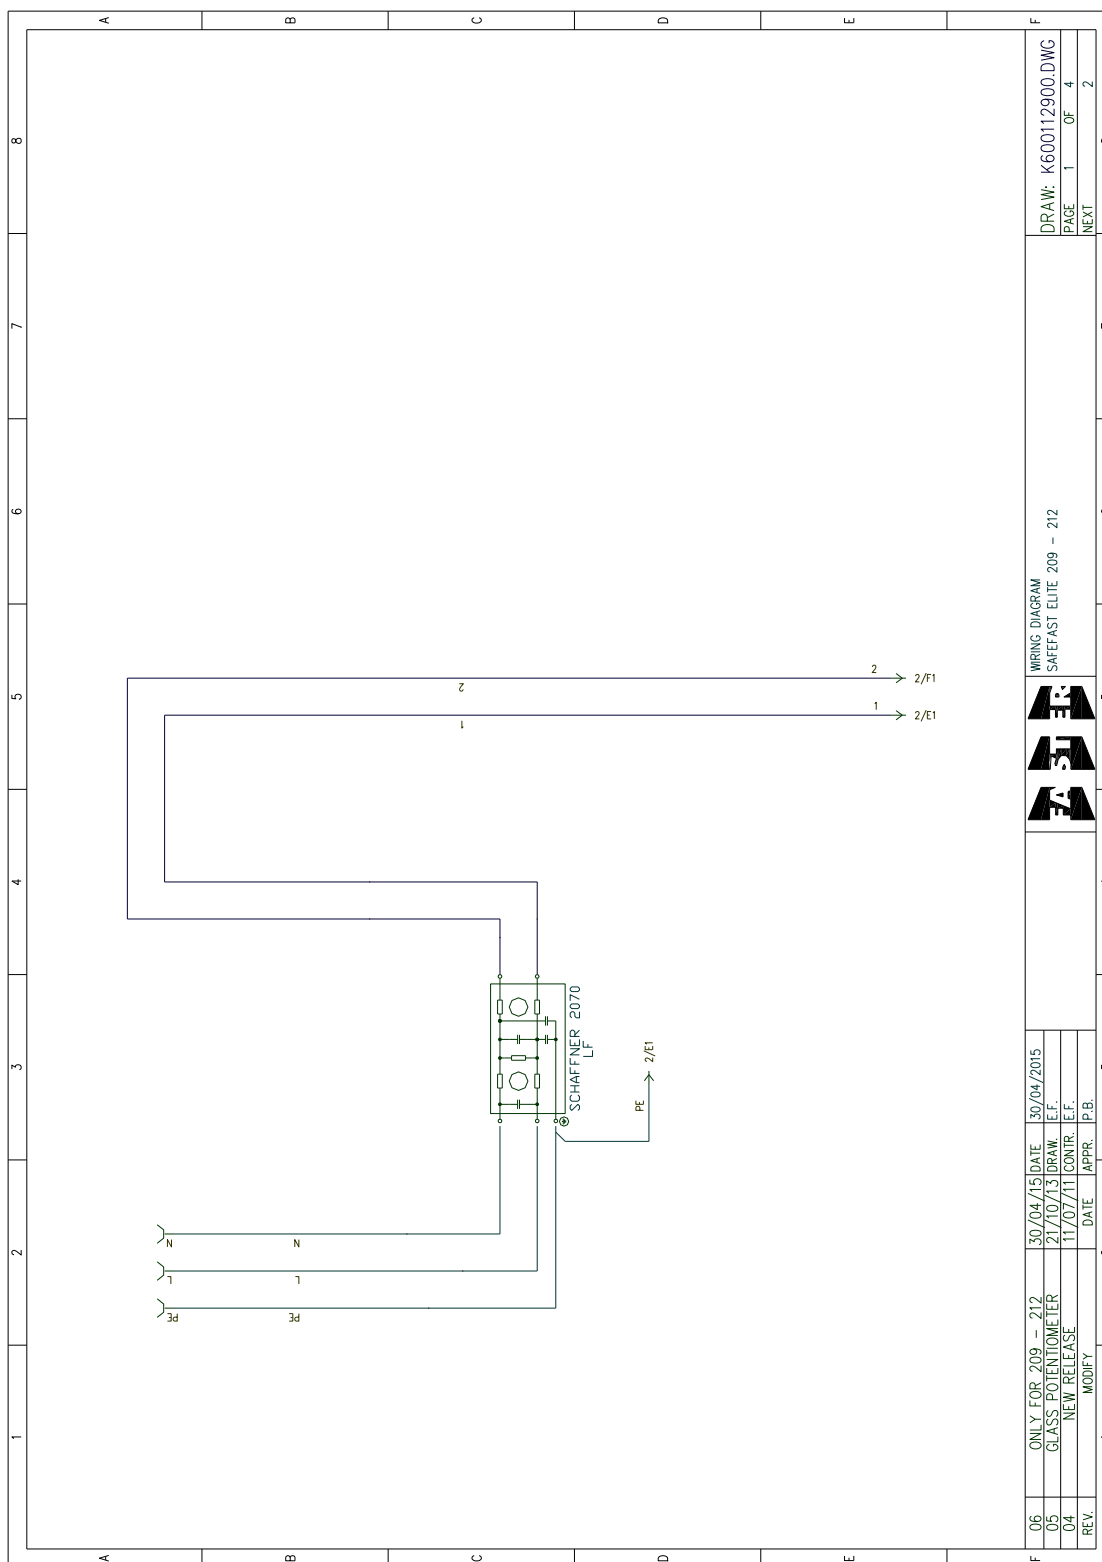 1 2 3 4 5 6 7 8
A A
B B
C C
D D
E E
F F
N N
L L
PE PE
SCHAFFNER 2070
LF
PE
2/E1
2 2 2/F1
1 1 2/E1
06 ONLY FOR 209 - 212 30/04/15 DATE 30/04/2015
05 GLASS POTENTIOMETER 21/10/13 DRAW. E.F.
04 NEW RELEASE 11/07/11 CONTR. E.F.
REV. MODIFY DATE APPR. P.B.
FASTER
WIRING DIAGRAM
SAFEFAST ELITE 209 - 212
DRAW: K600112900.DWG
PAGE 1 OF 4
NEXT 2